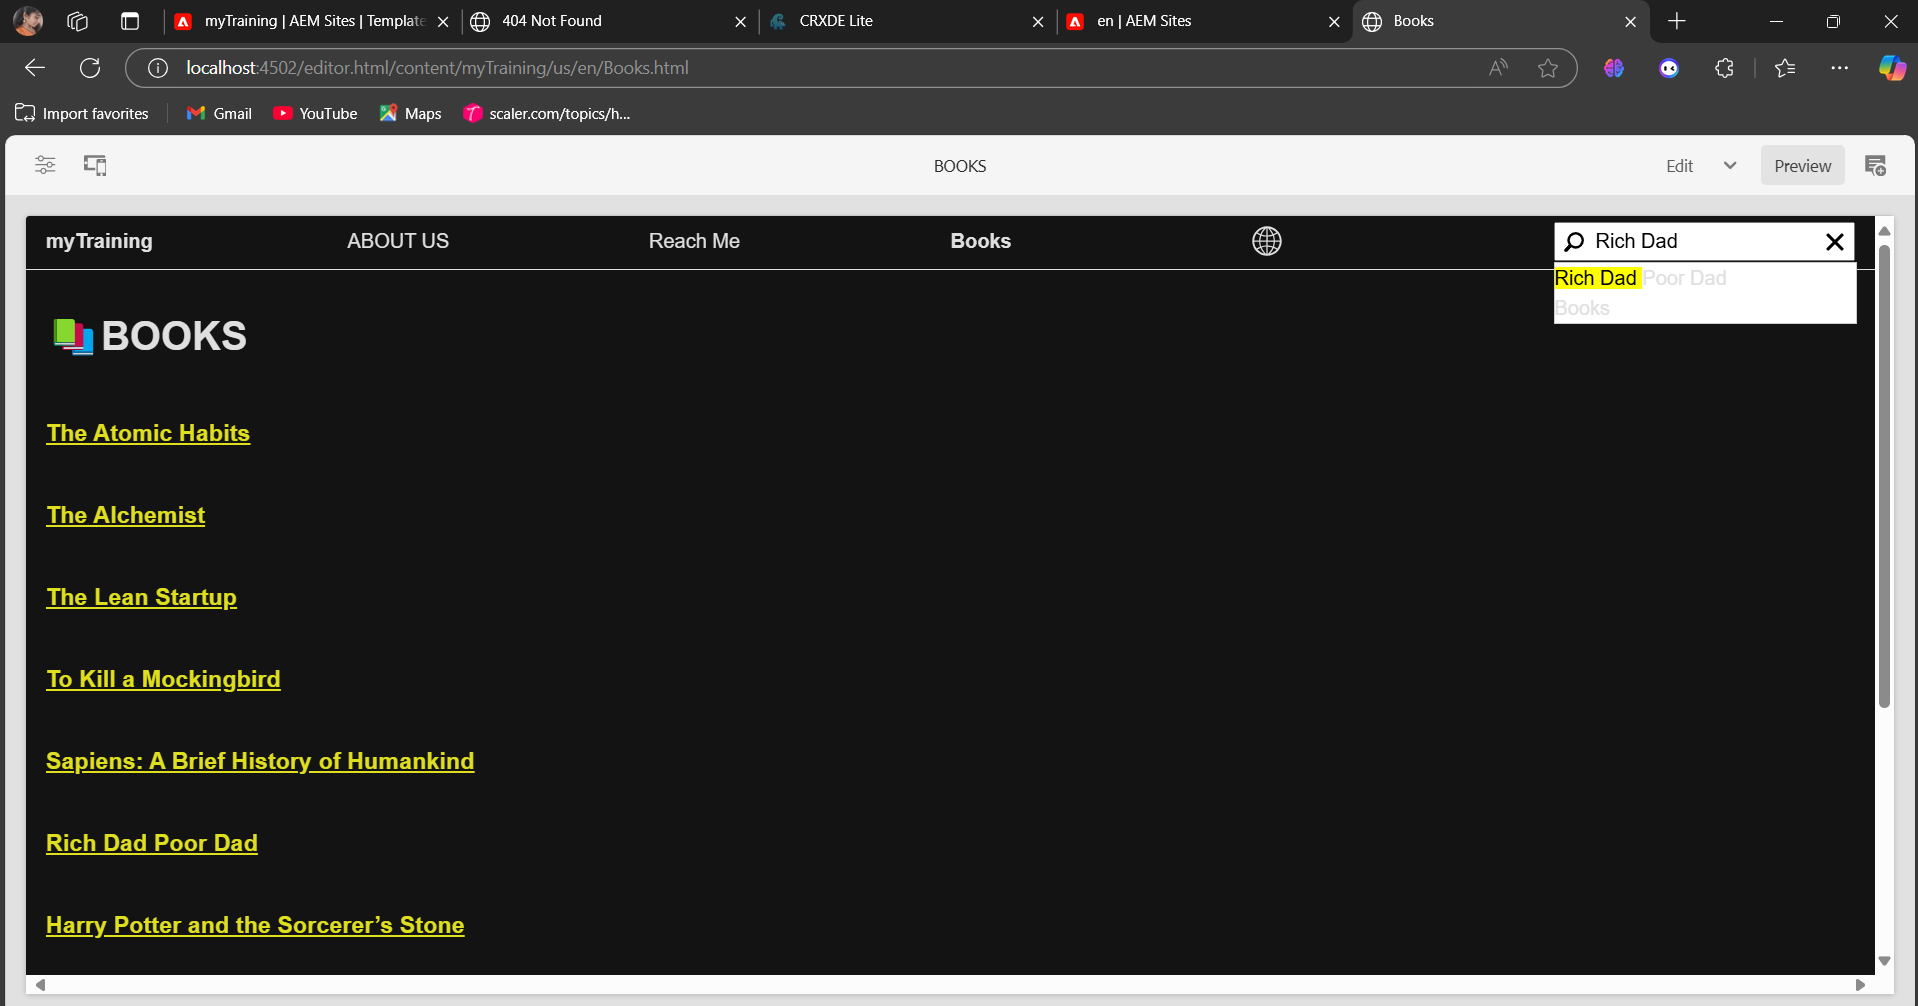 myTraining | AEM Sites | Template
404 Not Found
CRXDE Lite
en | AEM Sites
Books
localhost:4502/editor.html/content/myTraining/us/en/Books.html
Import favorites
Gmail
YouTube
Maps
scaler.com/topics/h...
BOOKS
Edit
Preview
myTraining
ABOUT US
Reach Me
Books
Rich Dad
Rich Dad Poor Dad
Books
BOOKS
The Atomic Habits
The Alchemist
The Lean Startup
To Kill a Mockingbird
Sapiens: A Brief History of Humankind
Rich Dad Poor Dad
Harry Potter and the Sorcerer’s Stone